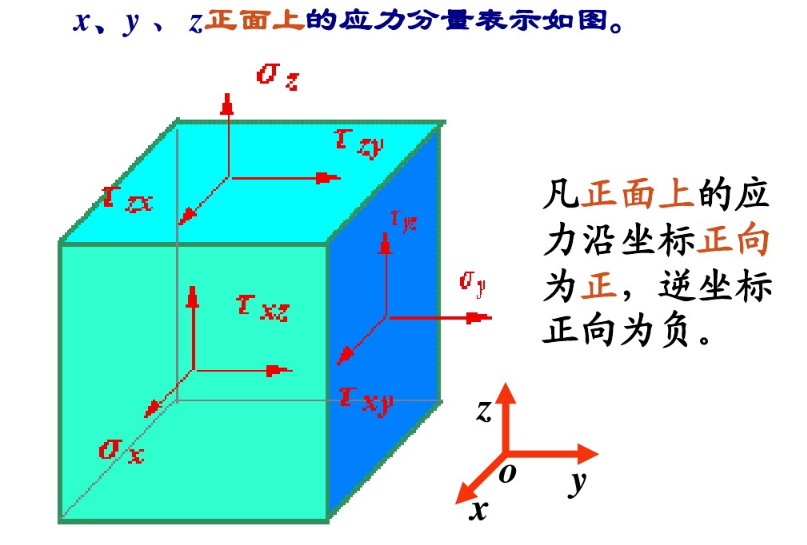 x、y 、 z正面上的应力分量表示如图。
σz
τzy
τzx
τyz
σy
τxz
τxy
σx
凡正面上的应
力沿坐标正向
为正，逆坐标
正向为负。
z
o
y
x